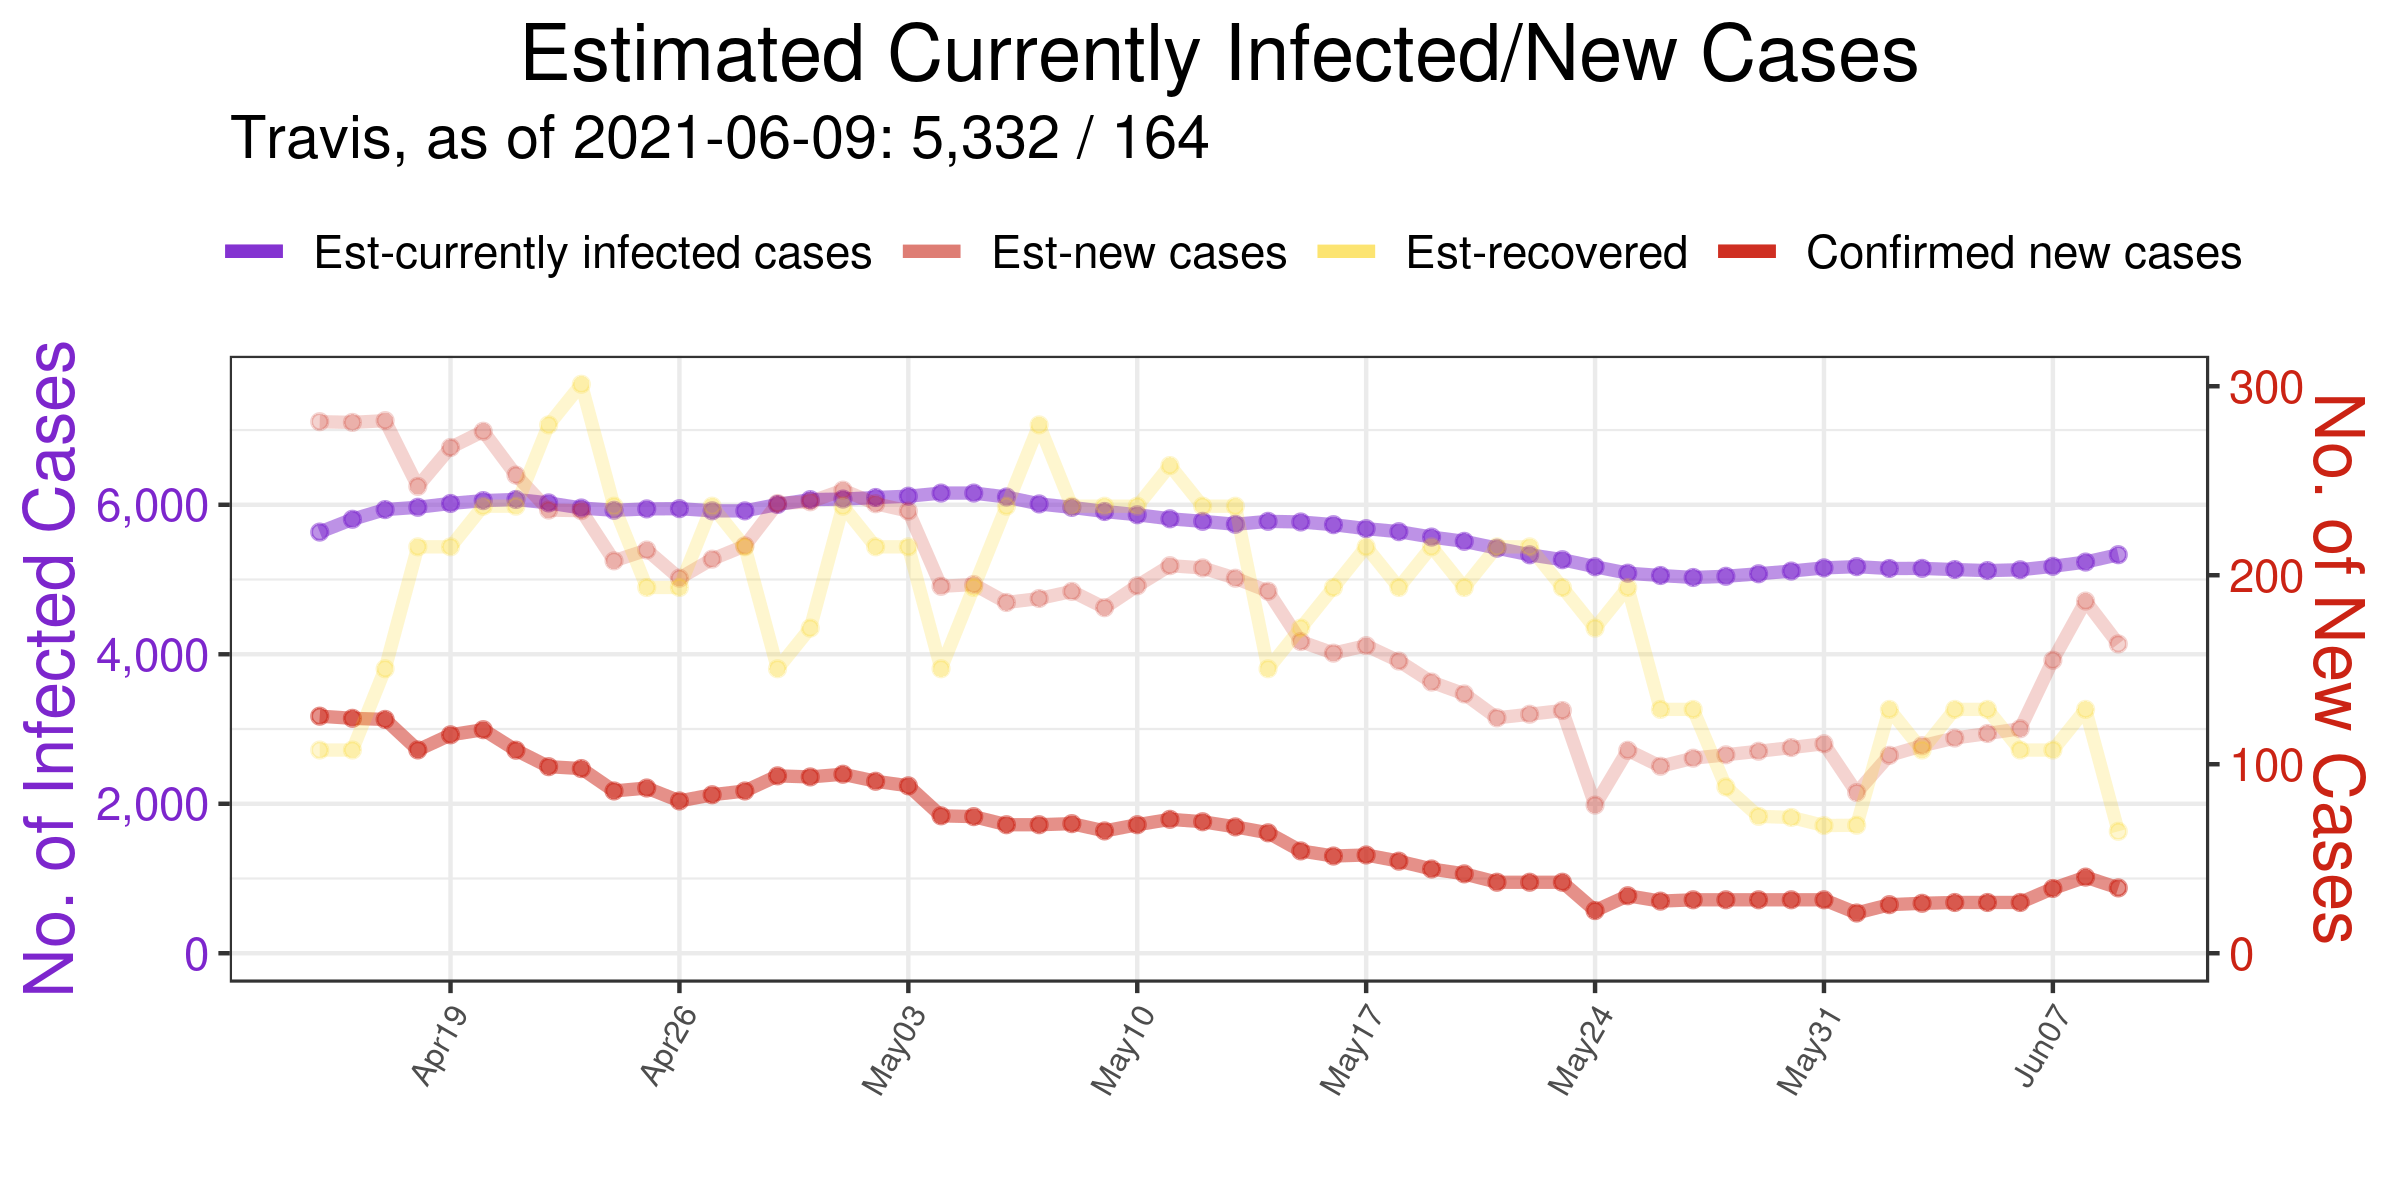 Estimated Currently Infected/New Cases
Travis, as of 2021-06-09: 5,332 / 164
Est-currently infected cases Est-new cases Est-recovered Confirmed new cases
No. of Infected Cases
6,000
4,000
2,000
0
300
200
100
0
No. of New Cases
Apr19 Apr26 May03 May10 May17 May24 May31 Jun07